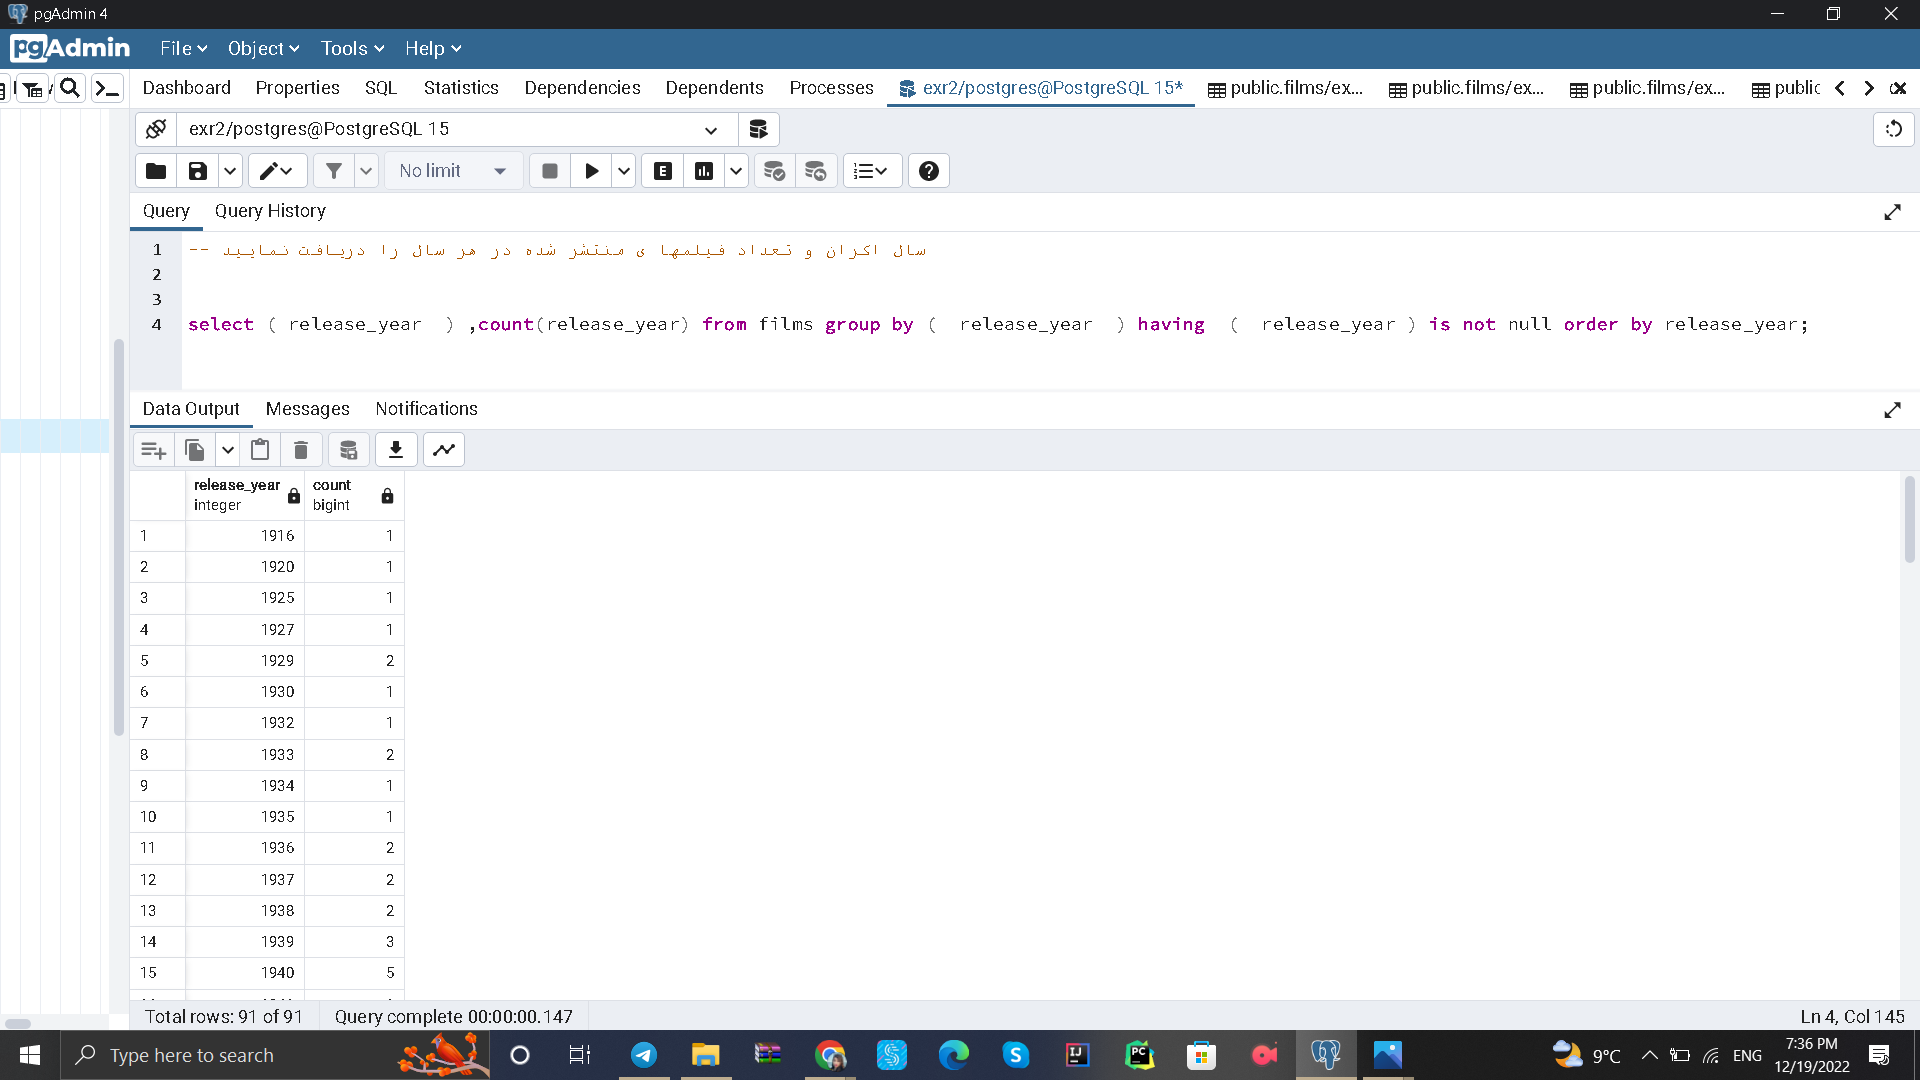 pgAdmin 4
pgAdmin File Object Tools Help
Dashboard Properties SQL Statistics Dependencies Dependents Processes exr2/postgres@PostgreSQL 15* public.films/ex... public.films/ex... public.films/ex... public
exr2/postgres@PostgreSQL 15
No limit E
Query Query History
1 -- سال اکران و تعداد فیلمها ی منتشر شده در هر سال را دریافت نمایید
2
3
4 select ( release_year ) ,count(release_year) from films group by ( release_year ) having ( release_year ) is not null order by release_year;
Data Output Messages Notifications
release_year count
integer bigint
1 1916 1
2 1920 1
3 1925 1
4 1927 1
5 1929 2
6 1930 1
7 1932 1
8 1933 2
9 1934 1
10 1935 1
11 1936 2
12 1937 2
13 1938 2
14 1939 3
15 1940 5
Total rows: 91 of 91 Query complete 00:00:00.147 Ln 4, Col 145
Type here to search 9°C ENG 7:36 PM
12/19/2022